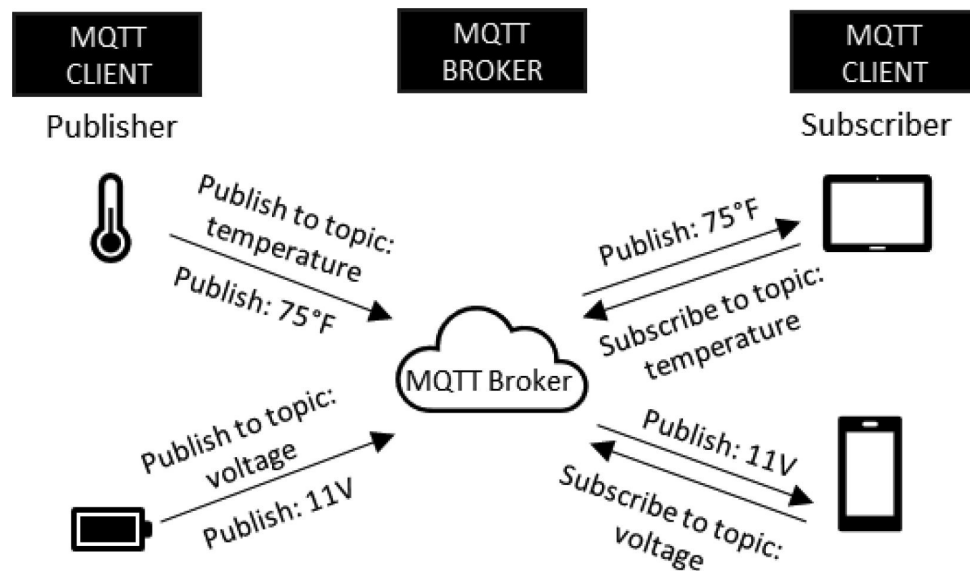 MQTT
CLIENT
MQTT
BROKER
MQTT
CLIENT
Publisher
Subscriber
Publish to topic:
temperature
Publish: 75°F
Publish: 75°F
Subscribe to topic:
temperature
MQTT Broker
Publish to topic:
voltage
Publish: 11V
Publish: 11V
Subscribe to topic:
voltage